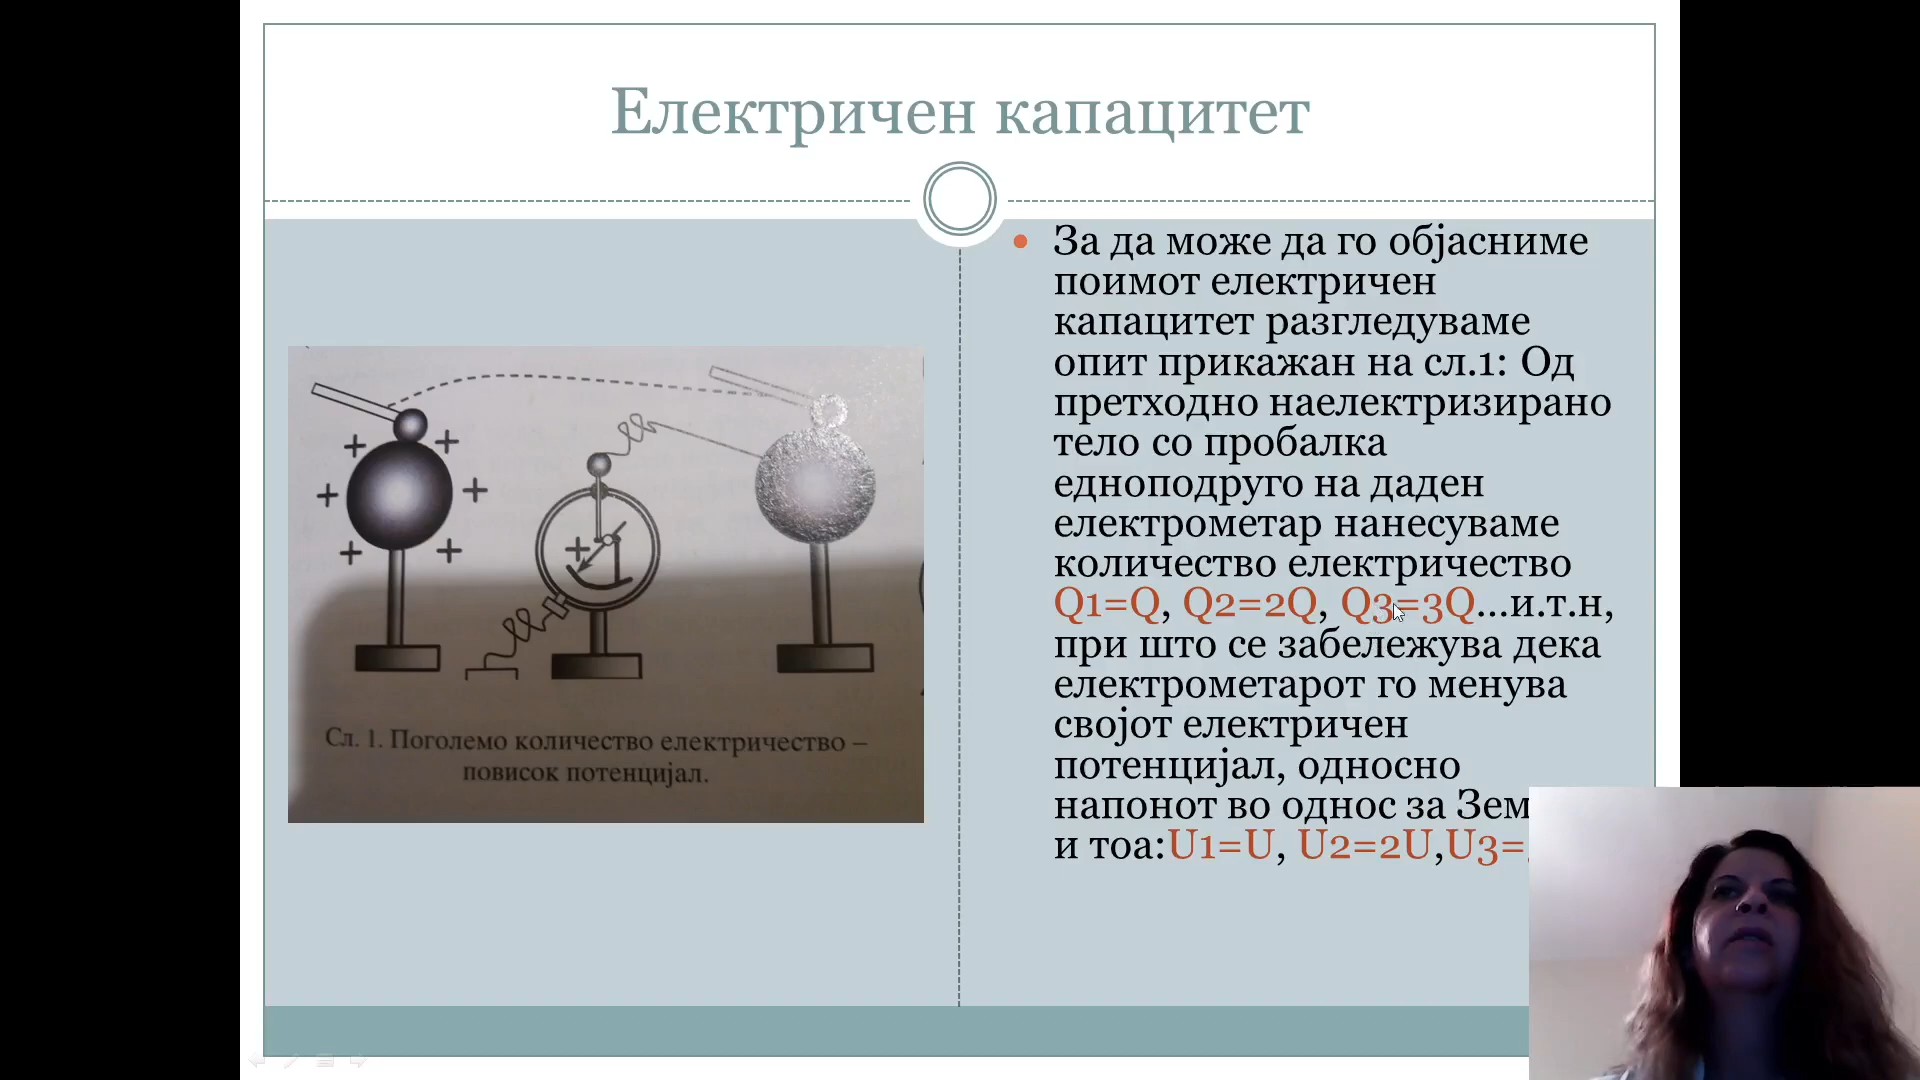 Електричен капацитет
За да може да го објасниме
поимот електричен
капацитет разгледуваме
опит прикажан на сл.1: Од
претходно наелектризирано
тело со пробалка
едноподруго на даден
електрометар нанесуваме
количество електричество
Q1=Q, Q2=2Q, Q3=3Q...и.т.н,
при што се забележува дека
електрометарот го менува
својот електричен
потенцијал, односно
напонот во однос за
и тоа:U1=U, U2=2U,U3=
Сл. 1. Поголемо количество електричество –
повисок потенцијал.